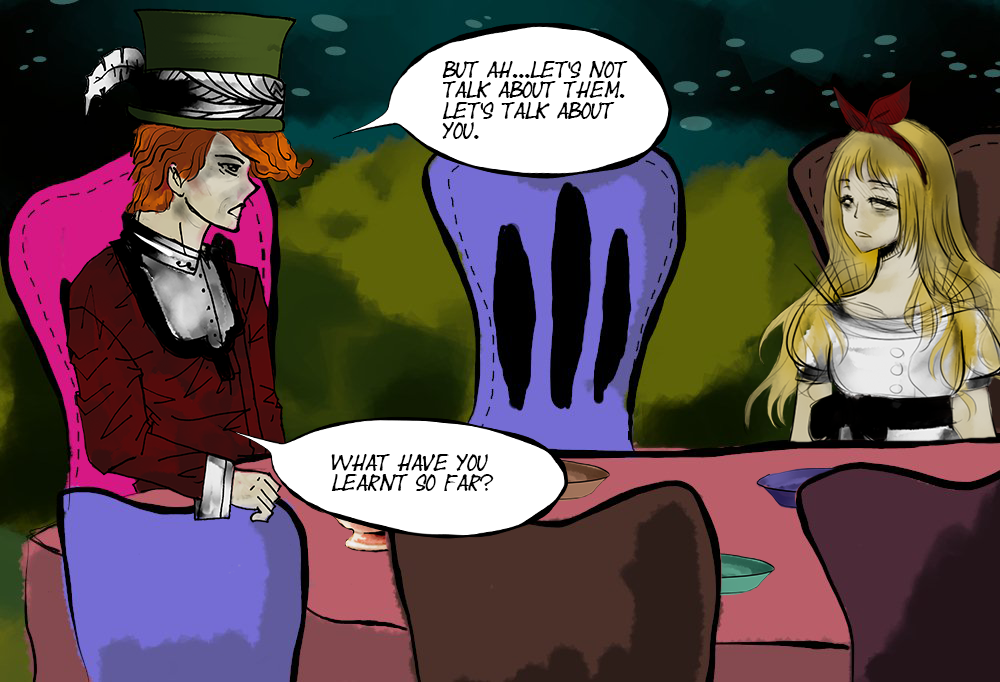 BUT AH...LET'S NOT
TALK ABOUT THEM.
LET'S TALK ABOUT
YOU.
WHAT HAVE YOU
LEARNT SO FAR?